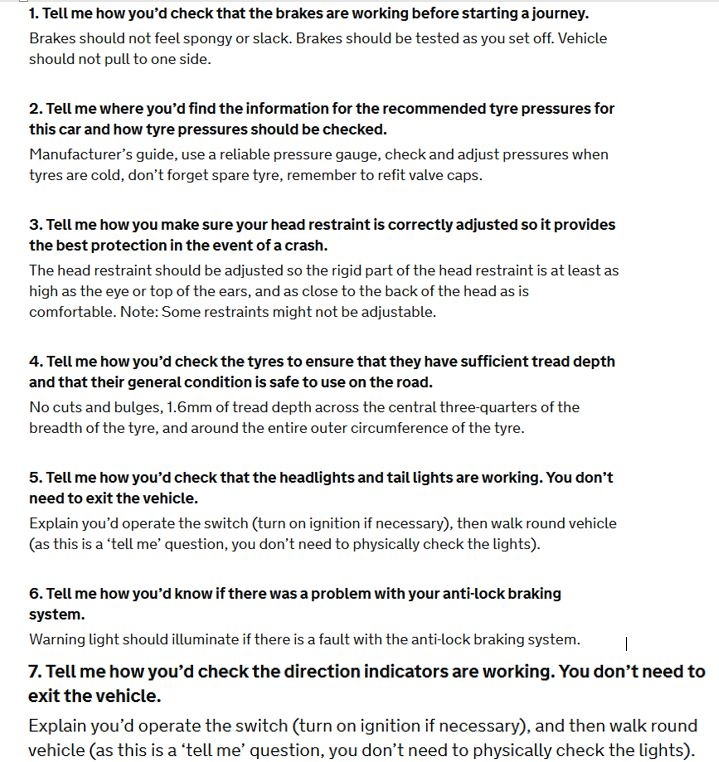 1. Tell me how you’d check that the brakes are working before starting a journey.
Brakes should not feel spongy or slack. Brakes should be tested as you set off. Vehicle
should not pull to one side.
2. Tell me where you’d find the information for the recommended tyre pressures for
this car and how tyre pressures should be checked.
Manufacturer’s guide, use a reliable pressure gauge, check and adjust pressures when
tyres are cold, don’t forget spare tyre, remember to refit valve caps.
3. Tell me how you make sure your head restraint is correctly adjusted so it provides
the best protection in the event of a crash.
The head restraint should be adjusted so the rigid part of the head restraint is at least as
high as the eye or top of the ears, and as close to the back of the head as is
comfortable. Note: Some restraints might not be adjustable.
4. Tell me how you’d check the tyres to ensure that they have sufficient tread depth
and that their general condition is safe to use on the road.
No cuts and bulges, 1.6mm of tread depth across the central three-quarters of the
breadth of the tyre, and around the entire outer circumference of the tyre.
5. Tell me how you’d check that the headlights and tail lights are working. You don’t
need to exit the vehicle.
Explain you’d operate the switch (turn on ignition if necessary), then walk round vehicle
(as this is a ‘tell me’ question, you don’t need to physically check the lights).
6. Tell me how you’d know if there was a problem with your anti-lock braking
system.
Warning light should illuminate if there is a fault with the anti-lock braking system.
7. Tell me how you’d check the direction indicators are working. You don’t need to
exit the vehicle.
Explain you’d operate the switch (turn on ignition if necessary), and then walk round
vehicle (as this is a ‘tell me’ question, you don’t need to physically check the lights).